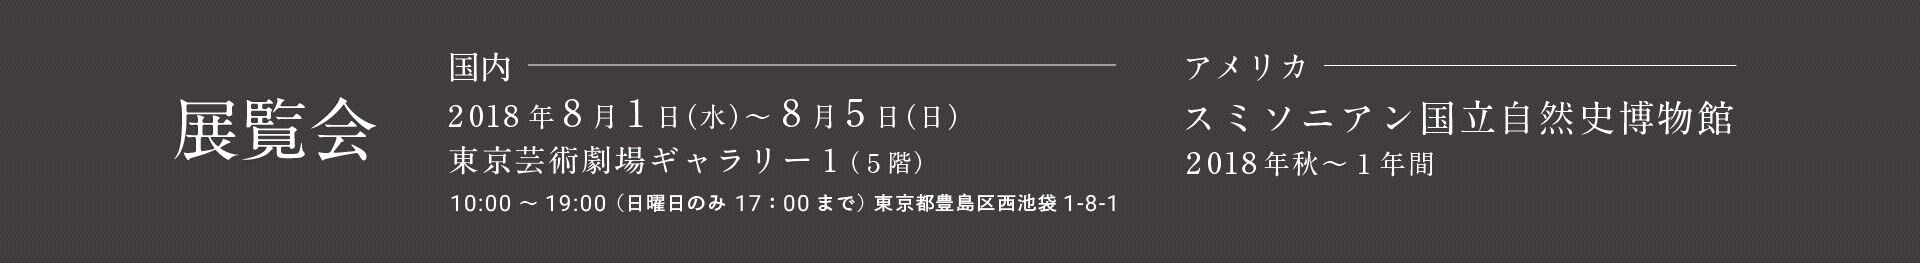 展覧会
国内
2018年8月1日(水)～8月5日(日)
東京芸術劇場ギャラリー1（5階）
10:00 ～ 19:00（日曜日のみ 17：00 まで）東京都豊島区西池袋 1-8-1
アメリカ
スミソニアン国立自然史博物館
2018年秋～1年間